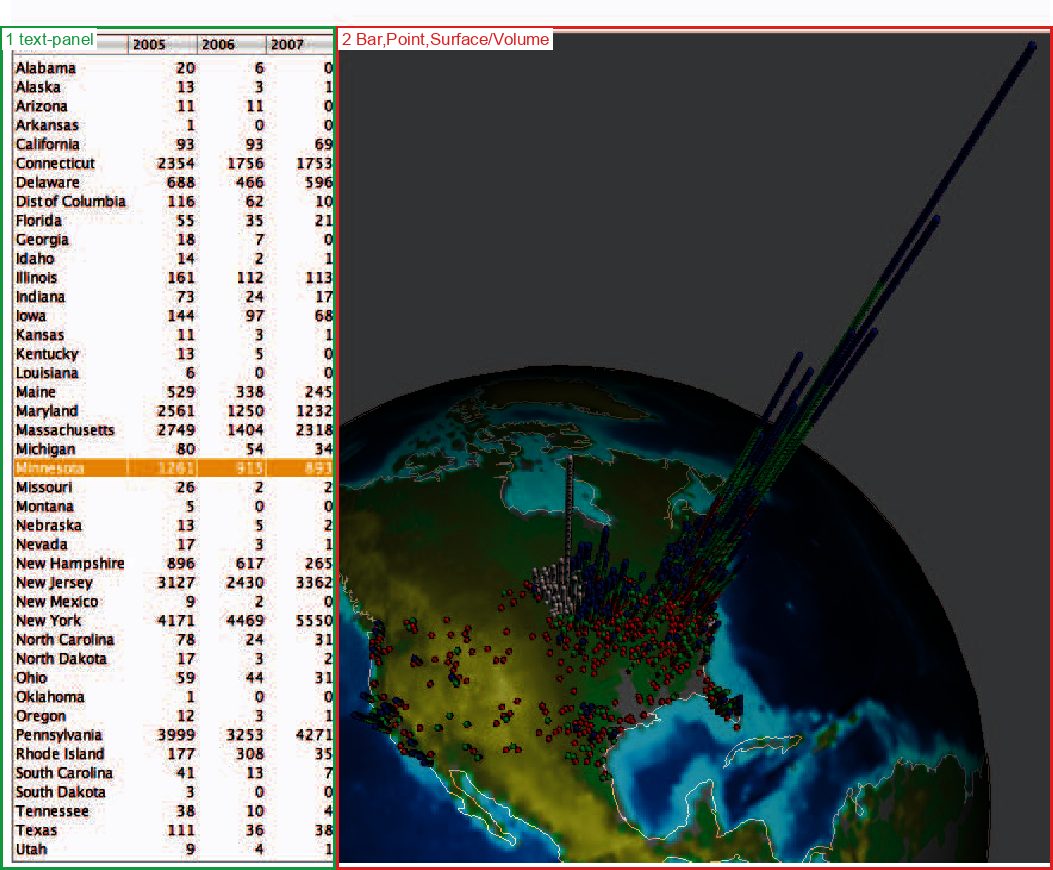 1 text-panel
2 Bar,Point,Surface/Volume
2005 2006 2007
Alabama 20 6 0
Alaska 13 3 1
Arizona 11 11 0
Arkansas 1 0 0
California 93 93 69
Connecticut 2354 1756 1753
Delaware 688 466 596
Dist of Columbia 116 62 10
Florida 55 35 21
Georgia 18 7 0
Idaho 14 2 1
Illinois 161 112 113
Indiana 73 24 17
Iowa 144 97 68
Kansas 11 3 1
Kentucky 13 5 0
Louisiana 6 0 0
Maine 529 338 245
Maryland 2561 1250 1232
Massachusetts 2749 1404 2318
Michigan 80 54 34
Minnesota 1261 915 893
Missouri 26 2 2
Montana 5 0 0
Nebraska 13 5 2
Nevada 17 3 1
New Hampshire 896 617 265
New Jersey 3127 2430 3362
New Mexico 9 2 0
New York 4171 4469 5550
North Carolina 78 24 31
North Dakota 17 3 2
Ohio 59 44 31
Oklahoma 1 0 0
Oregon 12 3 1
Pennsylvania 3999 3253 4271
Rhode Island 177 308 35
South Carolina 41 13 7
South Dakota 3 0 0
Tennessee 38 10 4
Texas 111 36 38
Utah 9 4 1